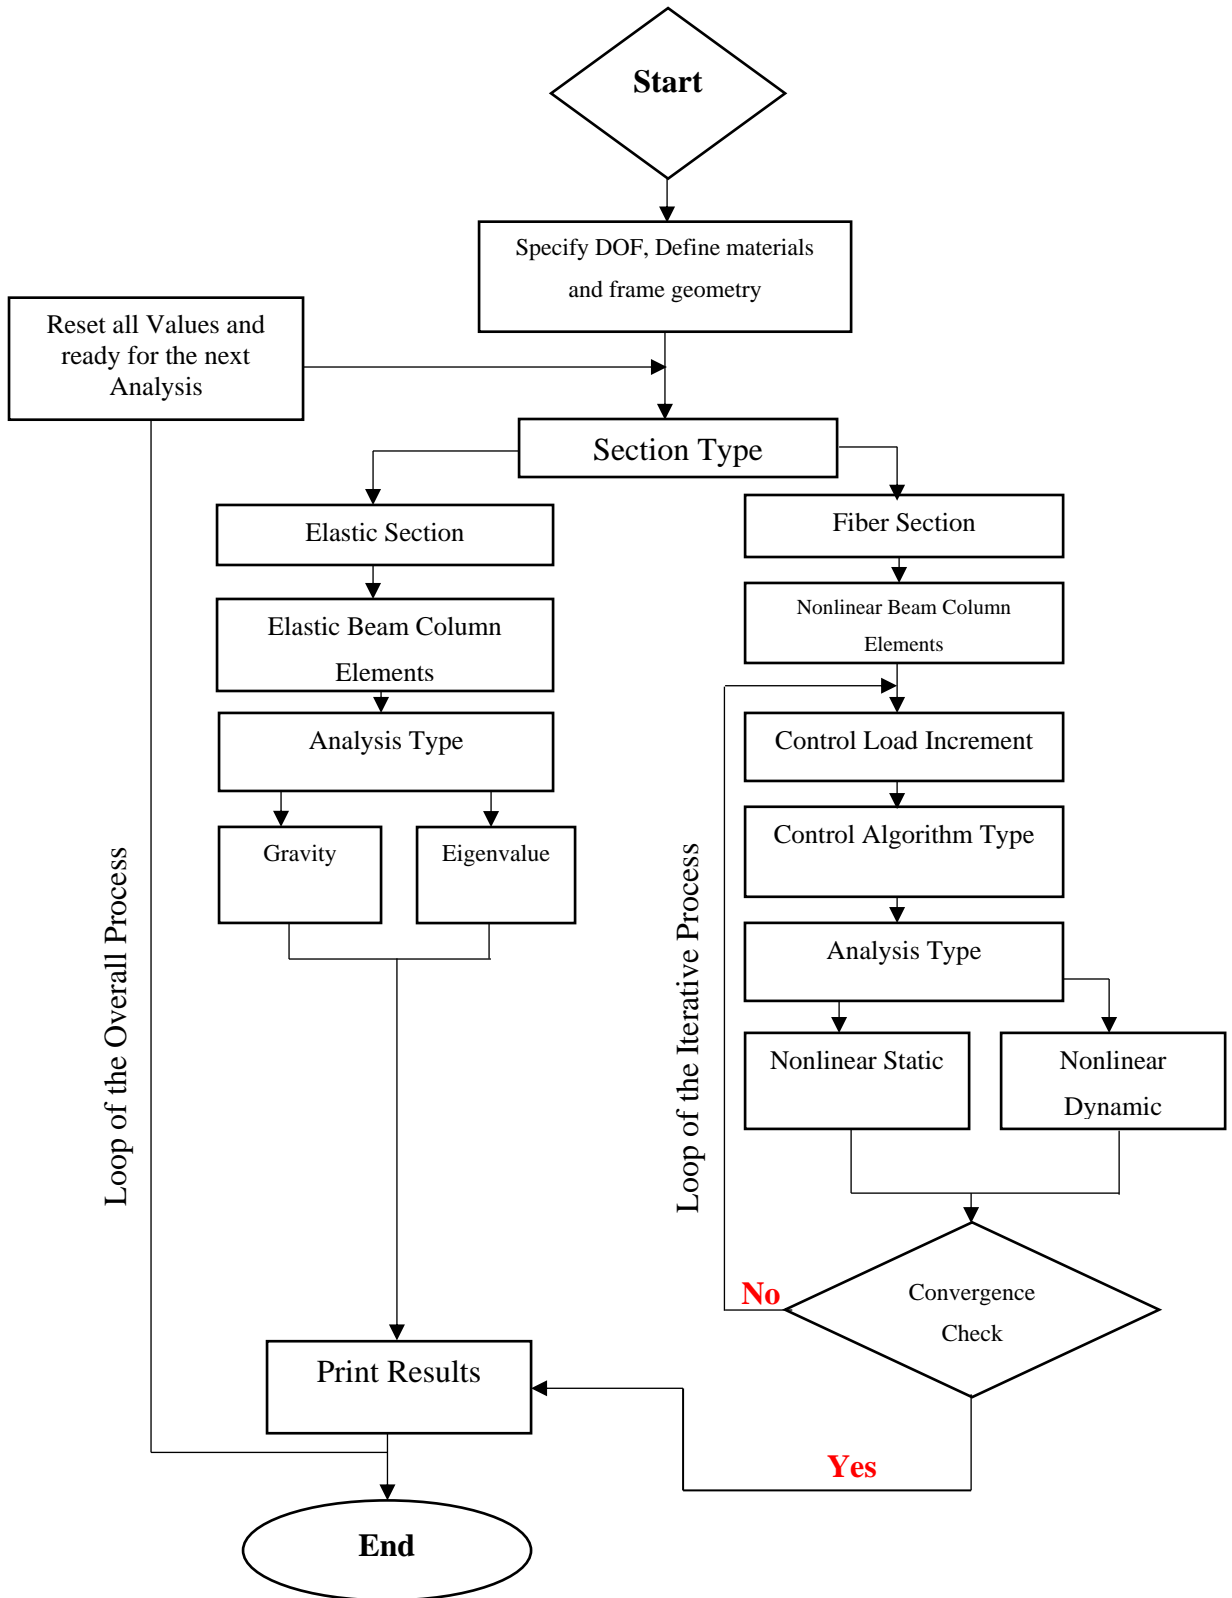 Start
Specify DOF, Define materials
and frame geometry
Reset all Values and
ready for the next
Analysis
Section Type
Elastic Section
Fiber Section
Elastic Beam Column
Elements
Nonlinear Beam Column
Elements
Analysis Type
Control Load Increment
Gravity
Eigenvalue
Control Algorithm Type
Analysis Type
Nonlinear Static
Nonlinear
Dynamic
Loop of the Overall Process
Loop of the Iterative Process
No
Convergence
Check
Print Results
Yes
End